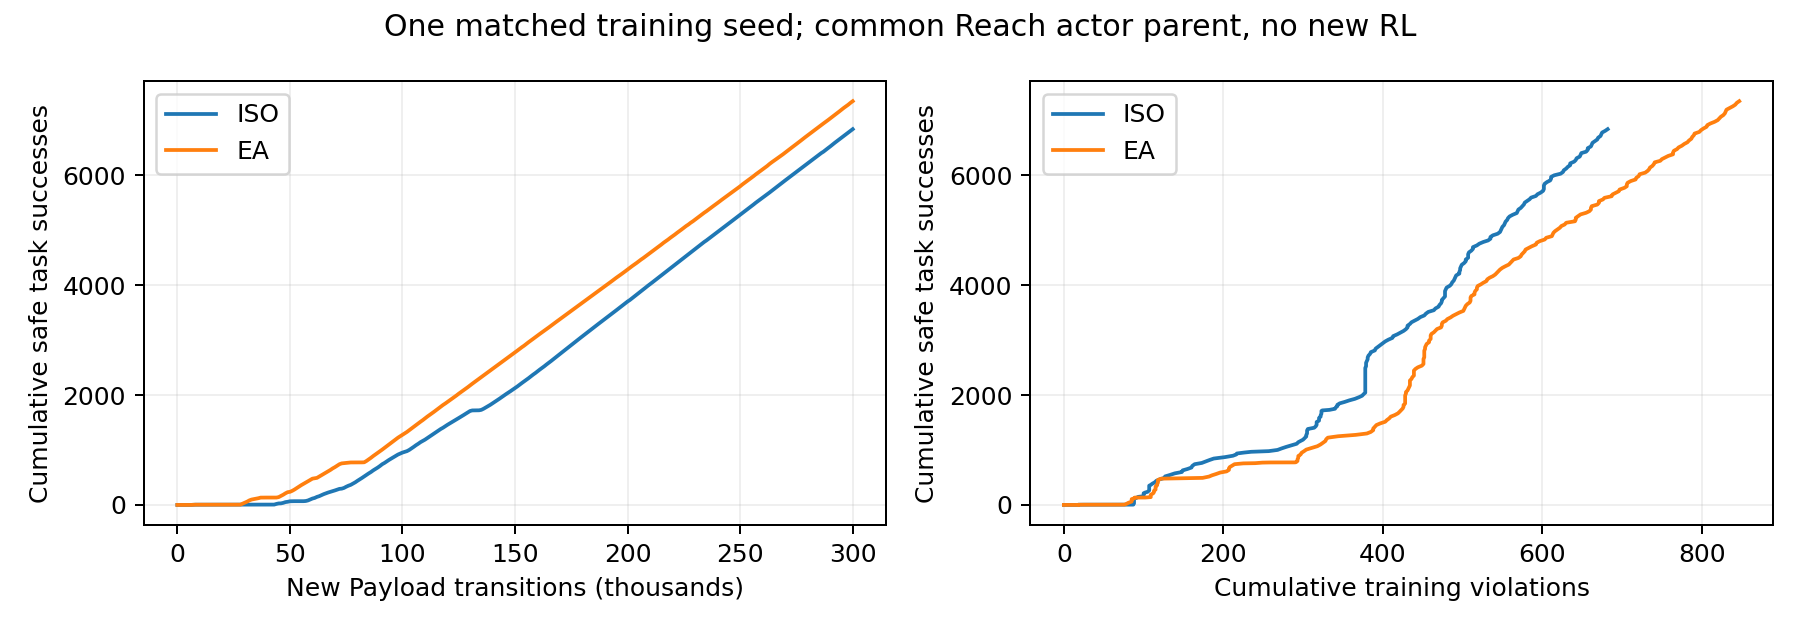 One matched training seed; common Reach actor parent, no new RL
ISO
EA
Cumulative safe task successes
6000
4000
2000
0
0 50 100 150 200 250 300
New Payload transitions (thousands)
ISO
EA
Cumulative safe task successes
6000
4000
2000
0
0 200 400 600 800
Cumulative training violations